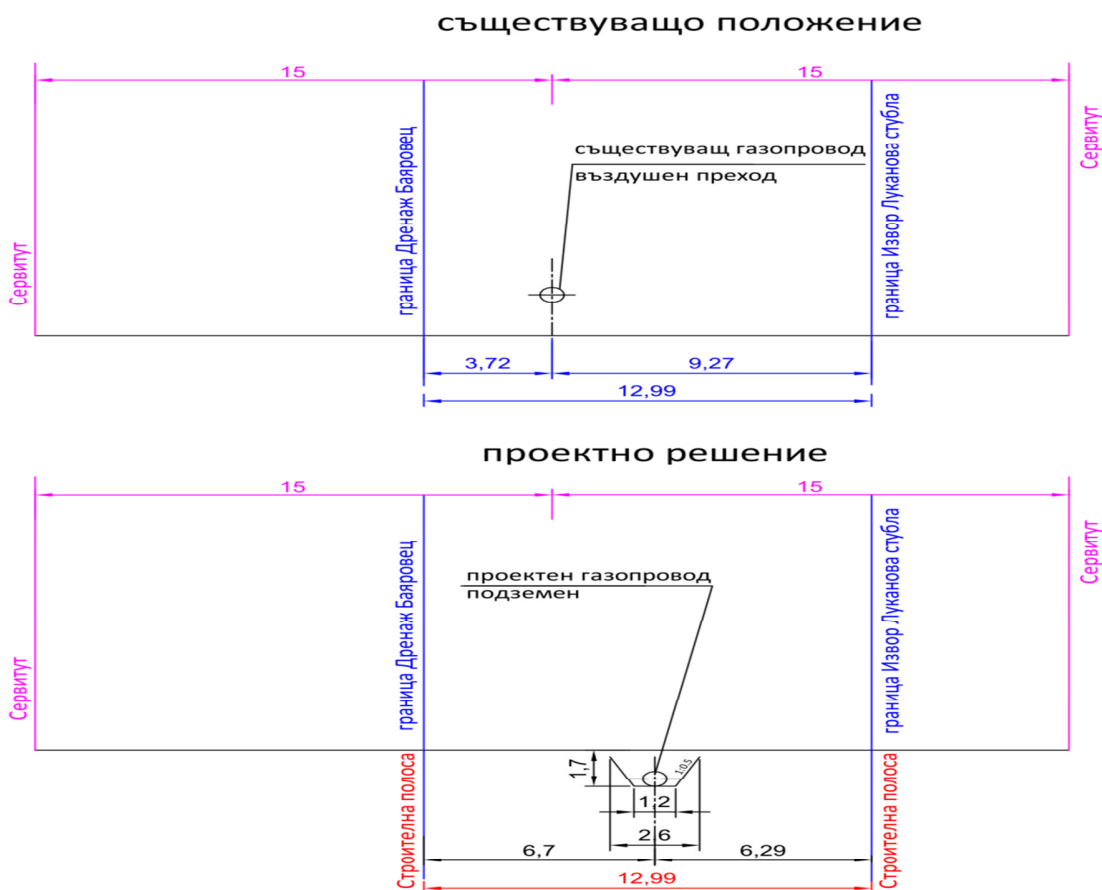 съществуващо положение
15
15
Сервитут
граница Дренаж Баяровец
съществуващ газопровод
въздушен преход
граница Извор Луканова стубла
Сервитут
3,72
9,27
12,99
проектно решение
15
15
Сервитут
граница Дренаж Баяровец
проектен газопровод
подземен
граница Извор Луканова стубла
Сервитут
Строителна полоса
1,7
1:0,5
1,2
2,6
6,7
6,29
12,99
Строителна полоса